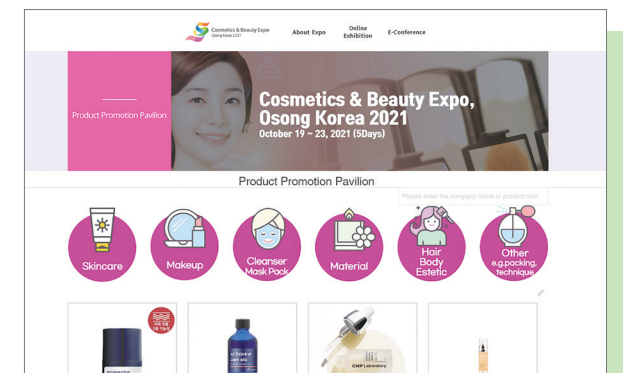 Cosmetics & Beauty Expo
Osong Korea 2021
About Expo
Online
Exhibition
E-Conference
Product Promotion Pavilion
Cosmetics & Beauty Expo,
Osong Korea 2021
October 19 ~ 23, 2021 (5Days)
Product Promotion Pavilion
Please enter the company name or product nam
Skincare
Makeup
Cleanser
Mask Pack
Material
Hair
Body
Estetic
Other
e.g.packing,
technique
CNP Laboratory